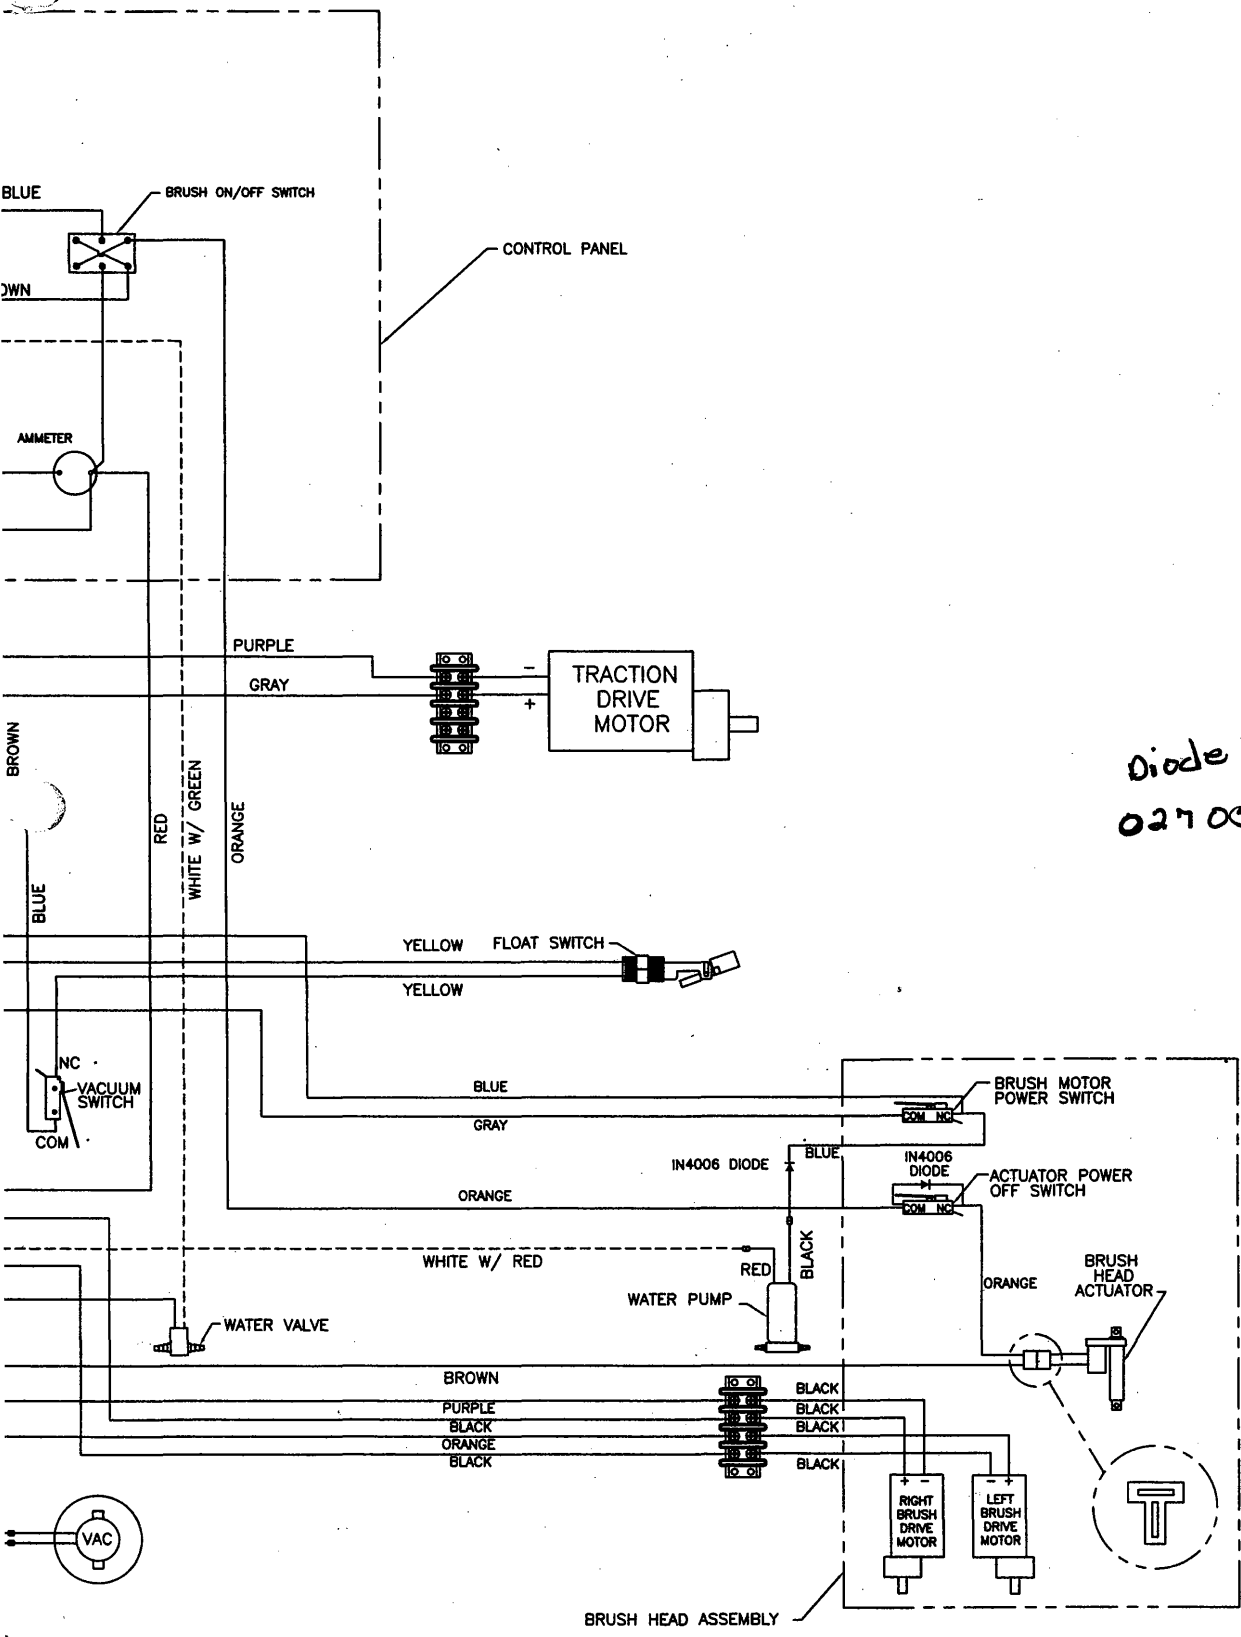 BLUE
BRUSH ON/OFF SWITCH
CONTROL PANEL
OWN
AMMETER
PURPLE
GRAY
−
+
TRACTION
DRIVE
MOTOR
BROWN
RED
WHITE W/ GREEN
ORANGE
Diode
BLUE
YELLOW
FLOAT SWITCH
YELLOW
NC
VACUUM
SWITCH
COM
BLUE
GRAY
BRUSH MOTOR
POWER SWITCH
COM NC
BLUE
IN4006 DIODE
IN4006
DIODE
ACTUATOR POWER
OFF SWITCH
COM NC
ORANGE
WHITE W/ RED
RED
BLACK
ORANGE
BRUSH
HEAD
ACTUATOR
WATER PUMP
WATER VALVE
BROWN
PURPLE
BLACK
ORANGE
BLACK
BLACK
BLACK
BLACK
BLACK
+ −
− +
RIGHT
BRUSH
DRIVE
MOTOR
LEFT
BRUSH
DRIVE
MOTOR
VAC
BRUSH HEAD ASSEMBLY